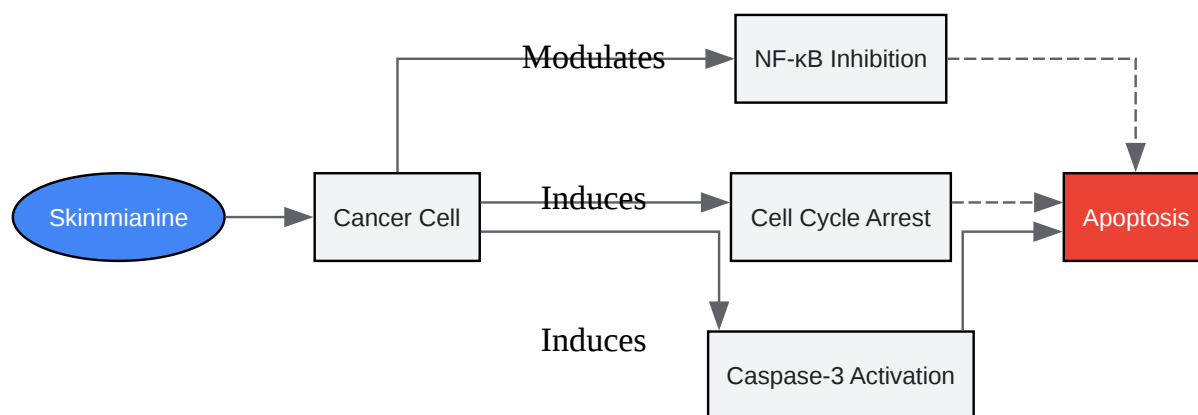 Modulates
NF-κB Inhibition
Skimmianine
Cancer Cell
Induces
Cell Cycle Arrest
Apoptosis
Induces
Caspase-3 Activation